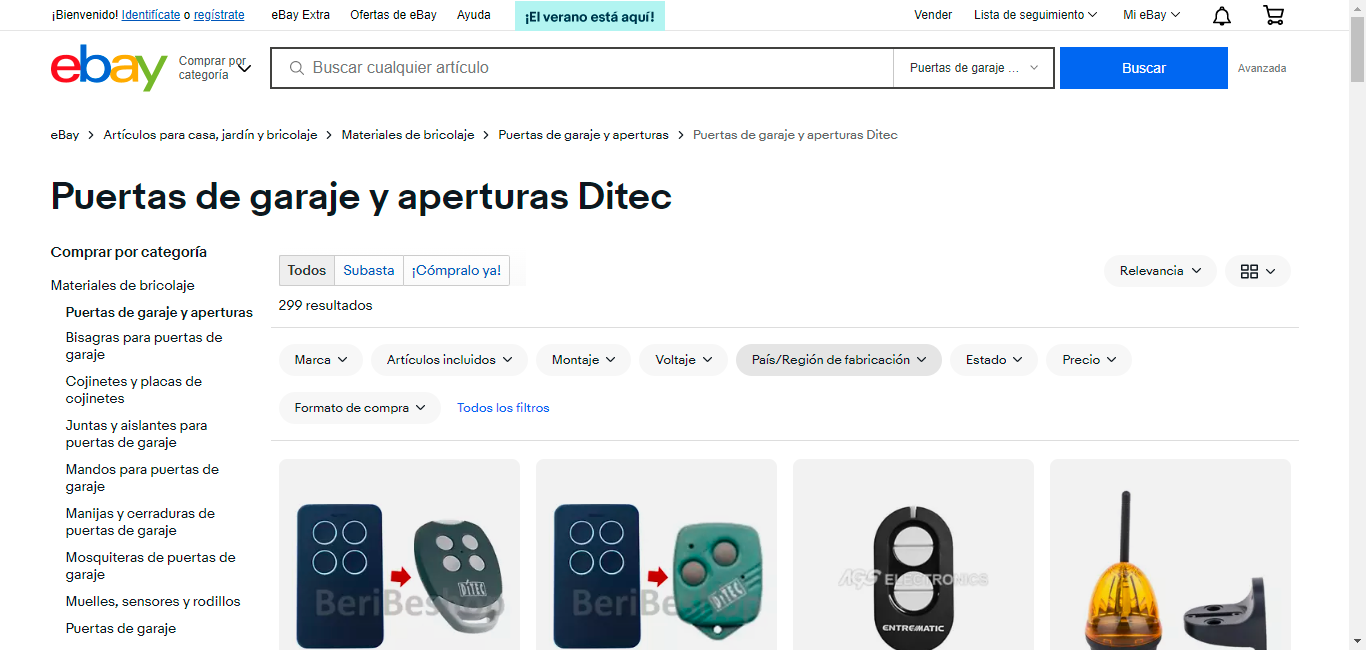 ¡Bienvenido! Identifícate o regístrate
eBay Extra
Ofertas de eBay
Ayuda
¡El verano está aquí!
Vender
Lista de seguimiento
Mi eBay
ebay
Comprar por
categoría
Buscar cualquier artículo
Puertas de garaje ...
Buscar
Avanzada
eBay
Artículos para casa, jardín y bricolaje
Materiales de bricolaje
Puertas de garaje y aperturas
Puertas de garaje y aperturas Ditec
Puertas de garaje y aperturas Ditec
Comprar por categoría
Materiales de bricolaje
Puertas de garaje y aperturas
Bisagras para puertas de
garaje
Cojinetes y placas de
cojinetes
Juntas y aislantes para
puertas de garaje
Mandos para puertas de
garaje
Manijas y cerraduras de
puertas de garaje
Mosquiteras de puertas de
garaje
Muelles, sensores y rodillos
Puertas de garaje
Todos
Subasta
¡Cómpralo ya!
299 resultados
Relevancia
Marca
Artículos incluidos
Montaje
Voltaje
País/Región de fabricación
Estado
Precio
Formato de compra
Todos los filtros
DITEC
DITEC
AGS ELECTRONICS
ENTREMATIC